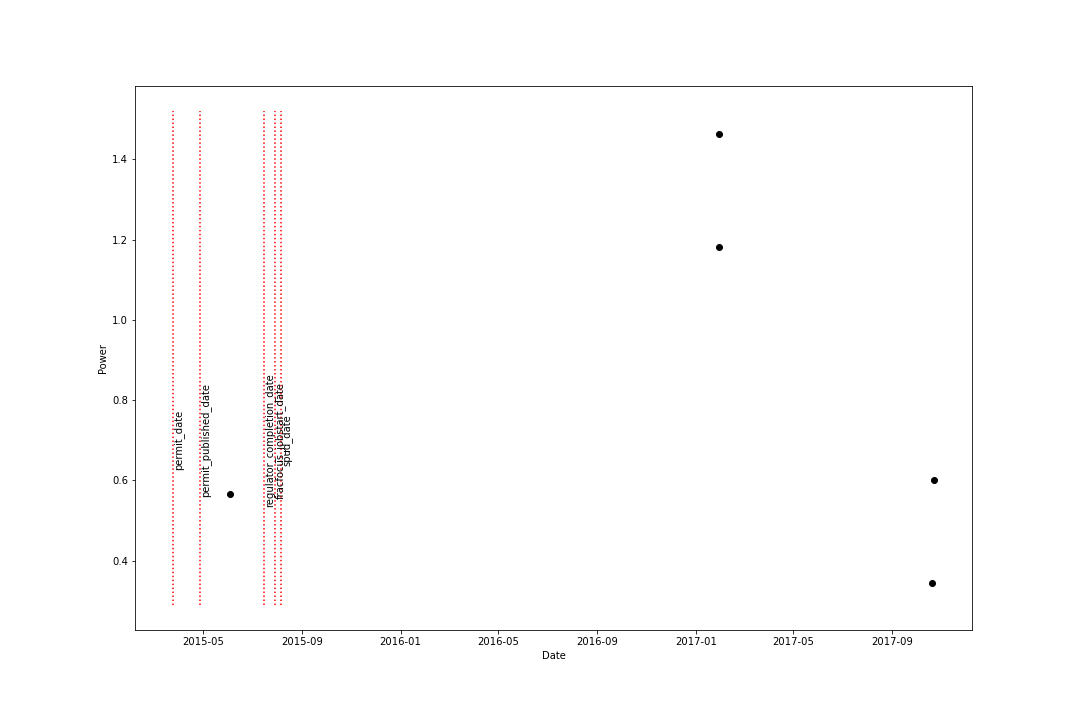 1.4
1.2
1.0
0.8
0.6
0.4
Power
permit_date
permit_published_date
regulator_completion_date
fracfocus_jobstart_date
spud_date
2015-05
2015-09
2016-01
2016-05
2016-09
2017-01
2017-05
2017-09
Date